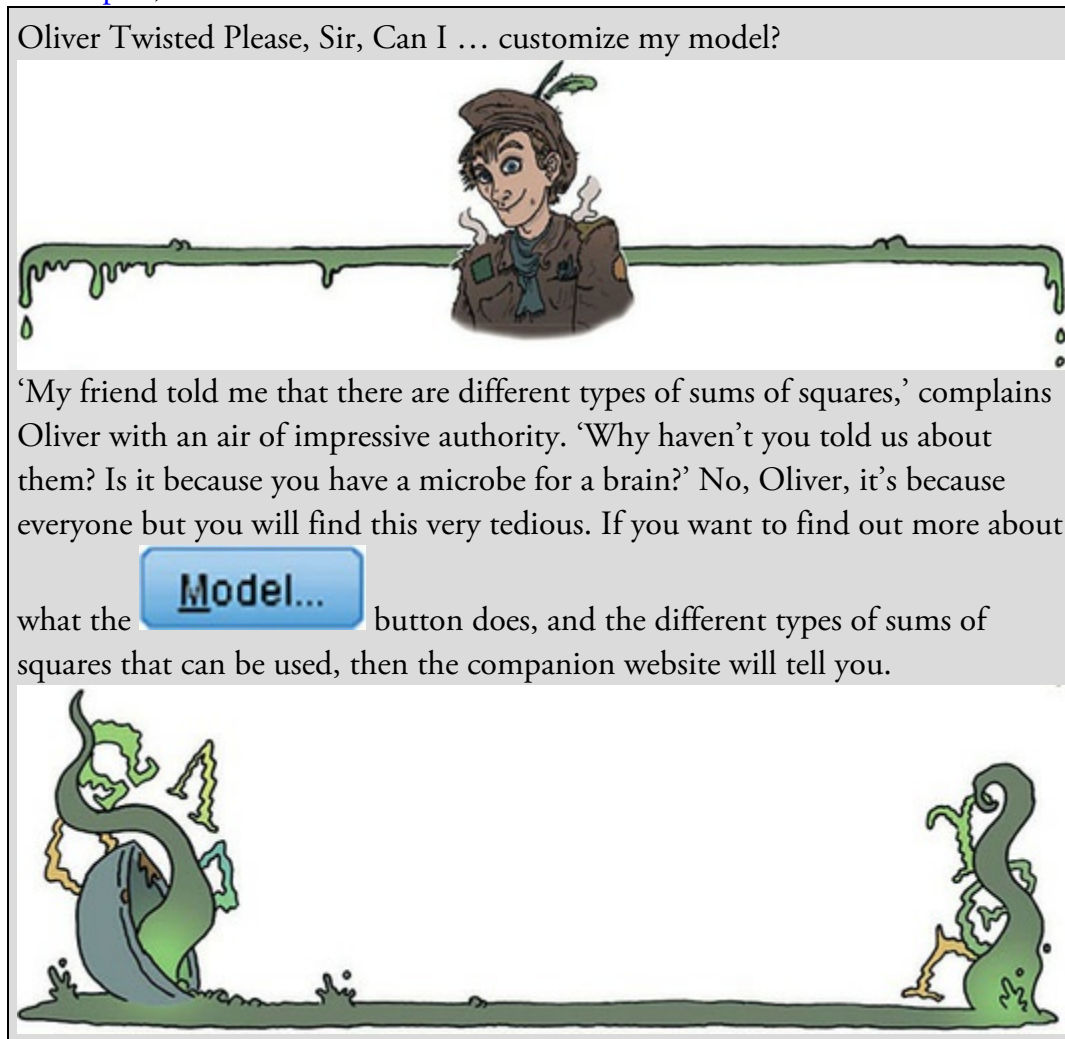 Oliver Twisted Please, Sir, Can I … customize my model?
‘My friend told me that there are different types of sums of squares,’ complains
Oliver with an air of impressive authority. ‘Why haven’t you told us about
them? Is it because you have a microbe for a brain?’ No, Oliver, it’s because
everyone but you will find this very tedious. If you want to find out more about
what the Model... button does, and the different types of sums of
squares that can be used, then the companion website will tell you.